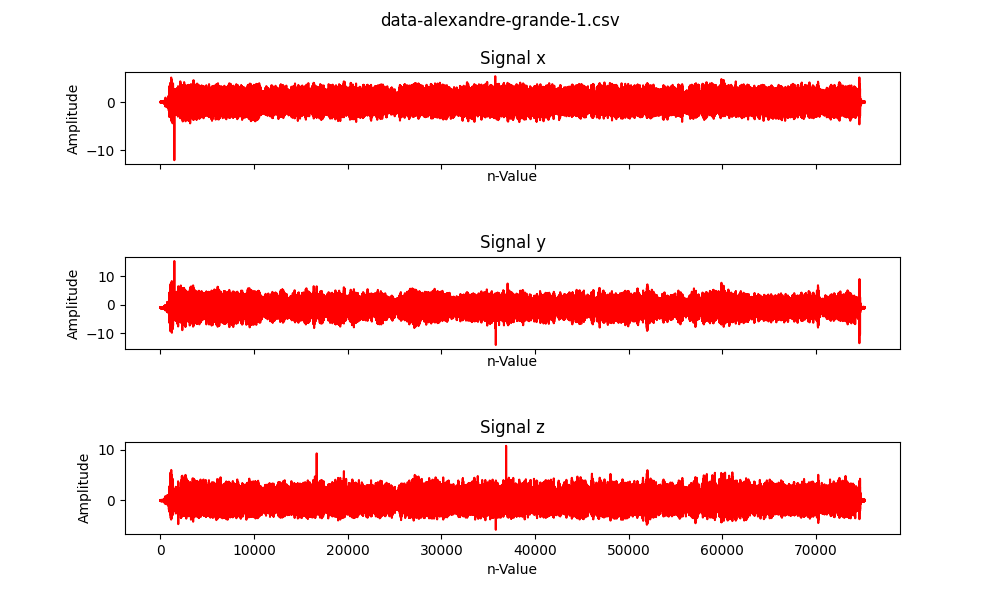 data-alexandre-grande-1.csv
Signal x
Amplitude
0
−10
n-Value
Signal y
Amplitude
10
0
−10
n-Value
Signal z
Amplitude
10
0
0 10000 20000 30000 40000 50000 60000 70000
n-Value